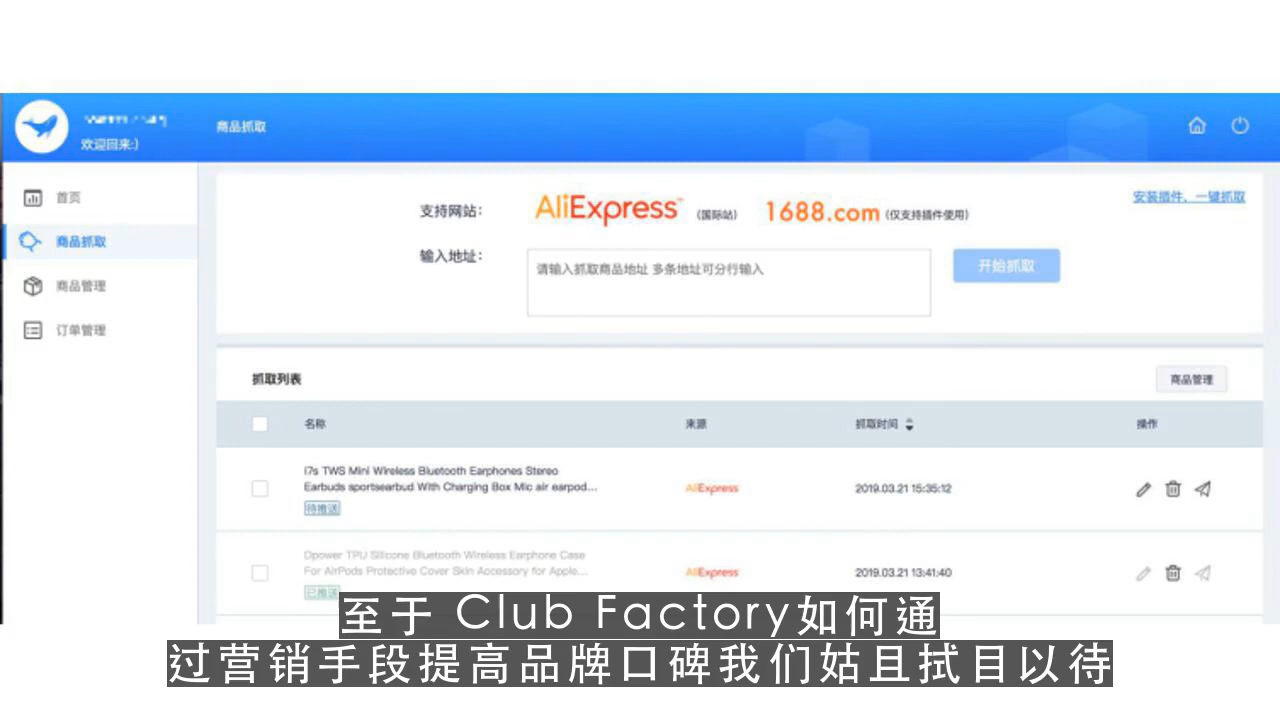 欢迎回来:)
商品抓取
首页
商品抓取
商品管理
订单管理
支持网站：
AliExpress (国际站)
1688.com (仅支持插件使用)
安装插件，一键抓取
输入地址：
请输入抓取商品地址 多条地址可分行输入
开始抓取
抓取列表
商品管理
名称
来源
抓取时间
操作
i7s TWS Mini Wireless Bluetooth Earphones Stereo
Earbuds sportsearbud With Charging Box Mic air earpod...
待推送
AliExpress
2019.03.21 15:35:12
Dpower TPU Silicone Bluetooth Wireless Earphone Case
For AirPods Protective Cover Skin Accessory for Apple...
已推送
AliExpress
2019.03.21 13:41:40
至于 Club Factory如何通
过营销手段提高品牌口碑我们姑且拭目以待